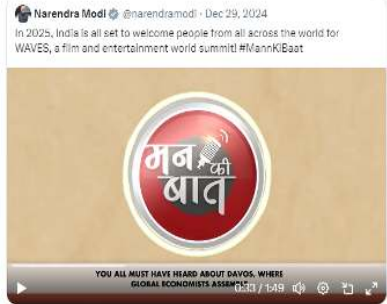 Narendra Modi @narendramodi · Dec 29, 2024
In 2025, India is all set to welcome people from all across the world for
WAVES, a film and entertainment world summit! #MannKiBaat
मन की
बात
YOU ALL MUST HAVE HEARD ABOUT DAVOS, WHERE
GLOBAL ECONOMISTS
0:33 / 1:49